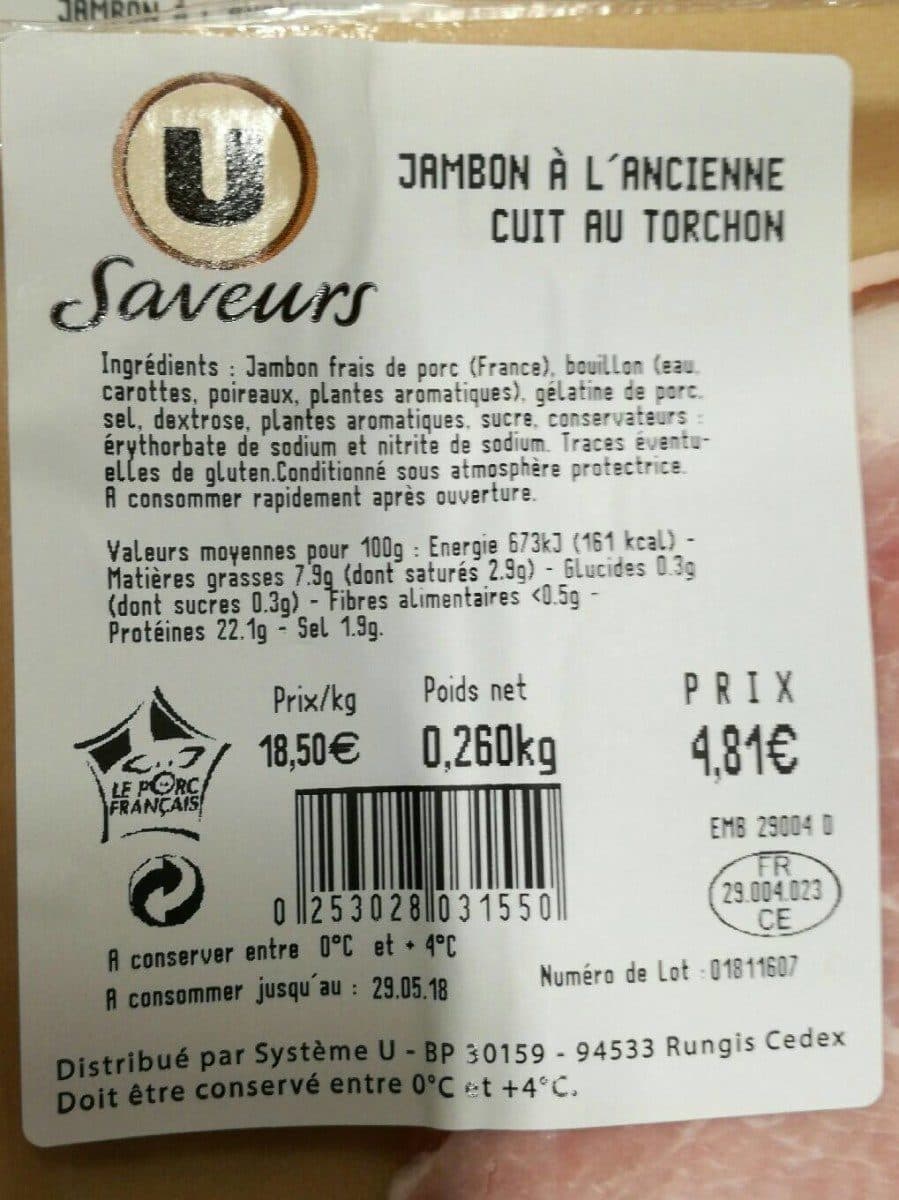 JAMBON
U
Saveurs
JAMBON À L´ANCIENNE
CUIT AU TORCHON
Ingrédients : Jambon frais de porc (France), bouillon (eau,
carottes, poireaux, plantes aromatiques), gélatine de porc,
sel, dextrose, plantes aromatiques, sucre, conservateurs :
érythorbate de sodium et nitrite de sodium. Traces éventu-
elles de gluten.Conditionné sous atmosphère protectrice.
A consommer rapidement après ouverture.
Valeurs moyennes pour 100g : Energie 673kJ (161 kcal) -
Matières grasses 7.9g (dont saturés 2.9g) - Glucides 0.3g
(dont sucres 0.3g) - Fibres alimentaires <0.5g -
Protéines 22.1g - Sel 1.9g.
Prix/kg Poids net PRIX
18,50€ 0,260kg 4,81€
LE PORC
FRANÇAIS
EMB 29004 D
FR
29.004.023
CE
0 253028 031550
A conserver entre 0°C et + 4°C
A consommer jusqu´au : 29.05.18
Numéro de Lot :01811607
Distribué par Système U - BP 30159 - 94533 Rungis Cedex
Doit être conservé entre 0°C et +4°C.